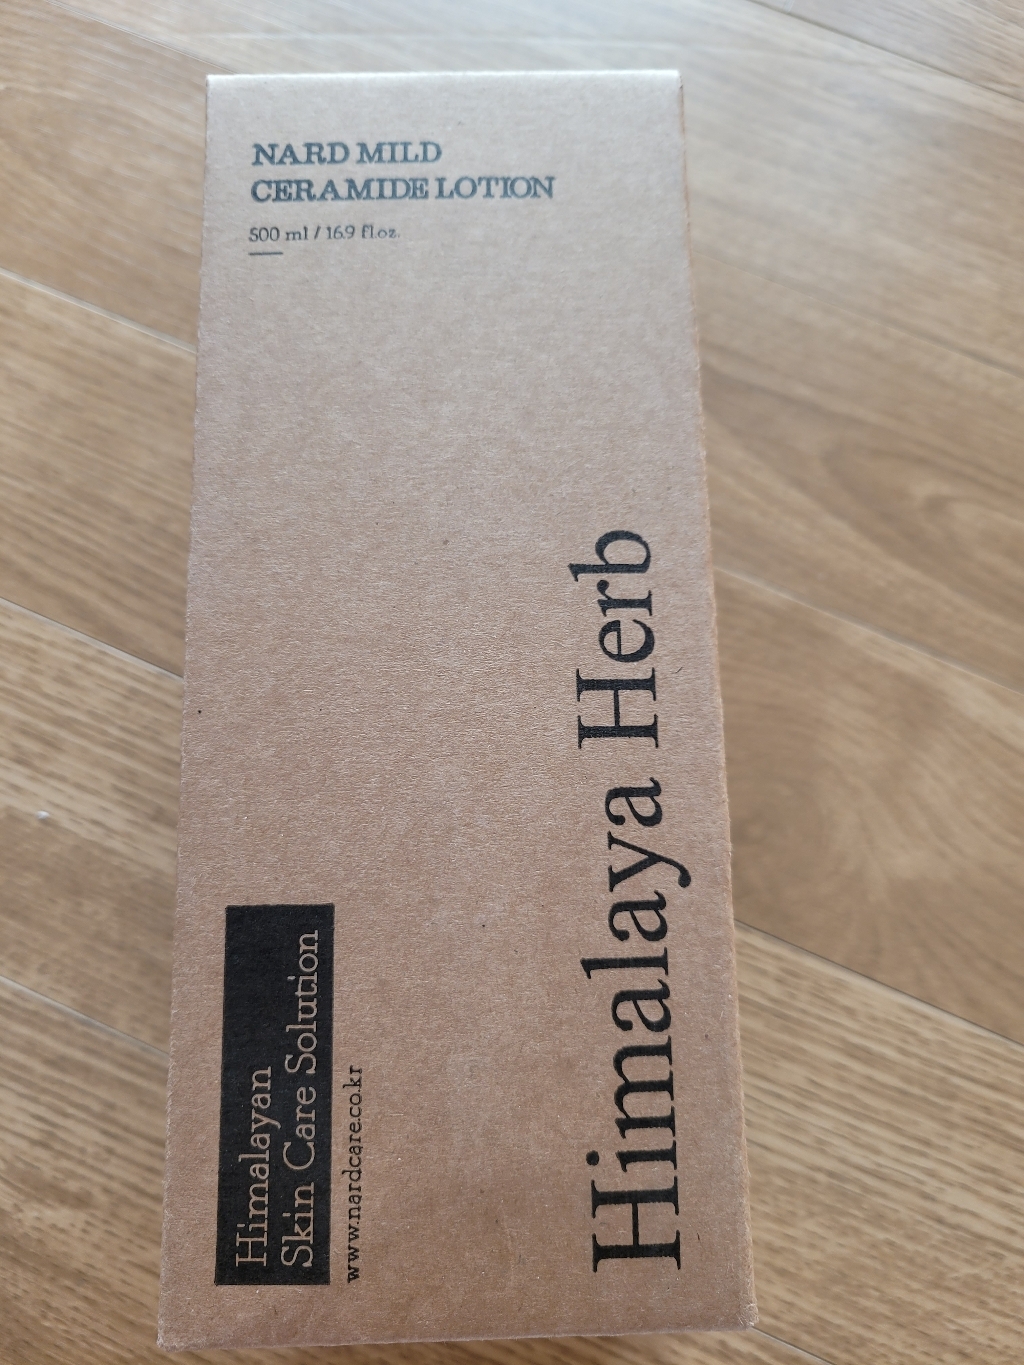 NARD MILD
CERAMIDE LOTION
500 ml / 16.9 fl.oz.
Himalaya Herb
Himalayan
Skin Care Solution
www.nardcare.co.kr